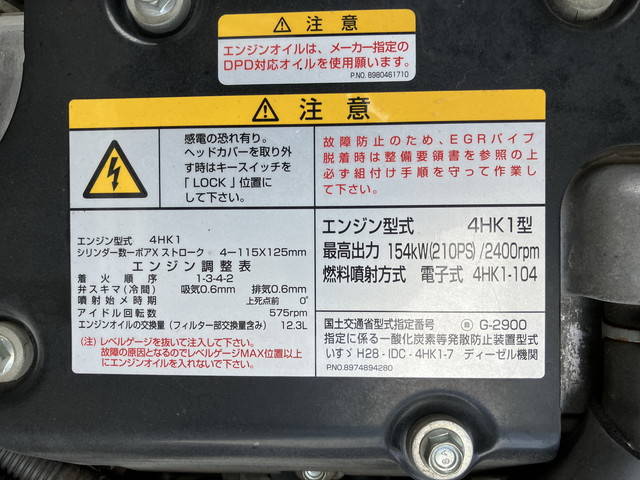 注意
エンジンオイルは、メーカー指定の
DPD対応オイルを使用願います。
P.NO. 8980461710
注意
感電の恐れ有り。
ヘッドカバーを取り外
す時はキースイッチを
「LOCK」位置に
して下さい。
故障防止のため、EGRパイプ
脱着時は整備要領書を参照の上
必ず組付け手順を守って作業し
て下さい。
エンジン型式 4HK1
シリンダー数ーボアX ストローク 4ー115X125mm
エンジン調整表
着火順序 1-3-4-2
弁スキマ(冷間) 吸気0.6mm 排気0.6mm
噴射始メ時期 上死点前 0°
アイドル回転数 575rpm
エンジンオイルの交換量(フィルター部交換量含み) 12.3L
(注)レベルゲージを抜いて注入して下さい。
故障の原因となるのでレベルゲージMAX位置以上
にエンジンオイルを入れないで下さい。
エンジン型式 4HK1型
最高出力 154kW(210PS)/2400rpm
燃料噴射方式 電子式 4HK1-104
国土交通省型式指定番号 G-2900
指定に係る一酸化炭素等発散防止装置型式
いすゞ H28・IDC・4HK1-7 ディーゼル機関
P.NO.8974894280